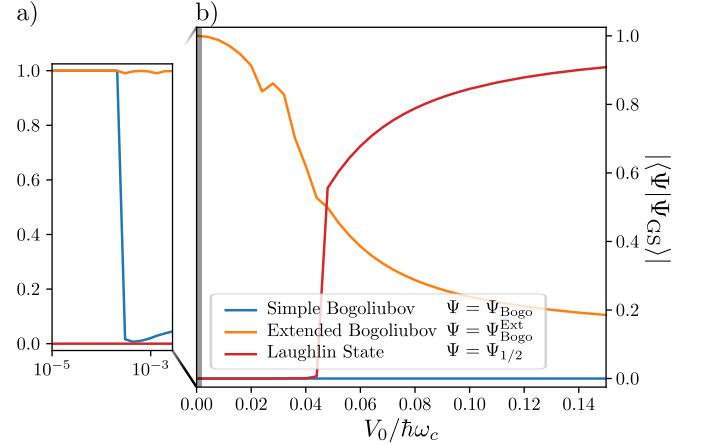 a)
b)
1.0
0.8
0.6
0.4
0.2
0.0
10⁻⁵
10⁻³
1.0
0.8
0.6
0.4
0.2
0.0
|⟨Ψ|Ψ_GS⟩|
Simple Bogoliubov Ψ = Ψ_Bogo
Extended Bogoliubov Ψ = Ψ_Bogo^Ext
Laughlin State Ψ = Ψ_1/2
0.00 0.02 0.04 0.06 0.08 0.10 0.12 0.14
V₀/ℏω_c